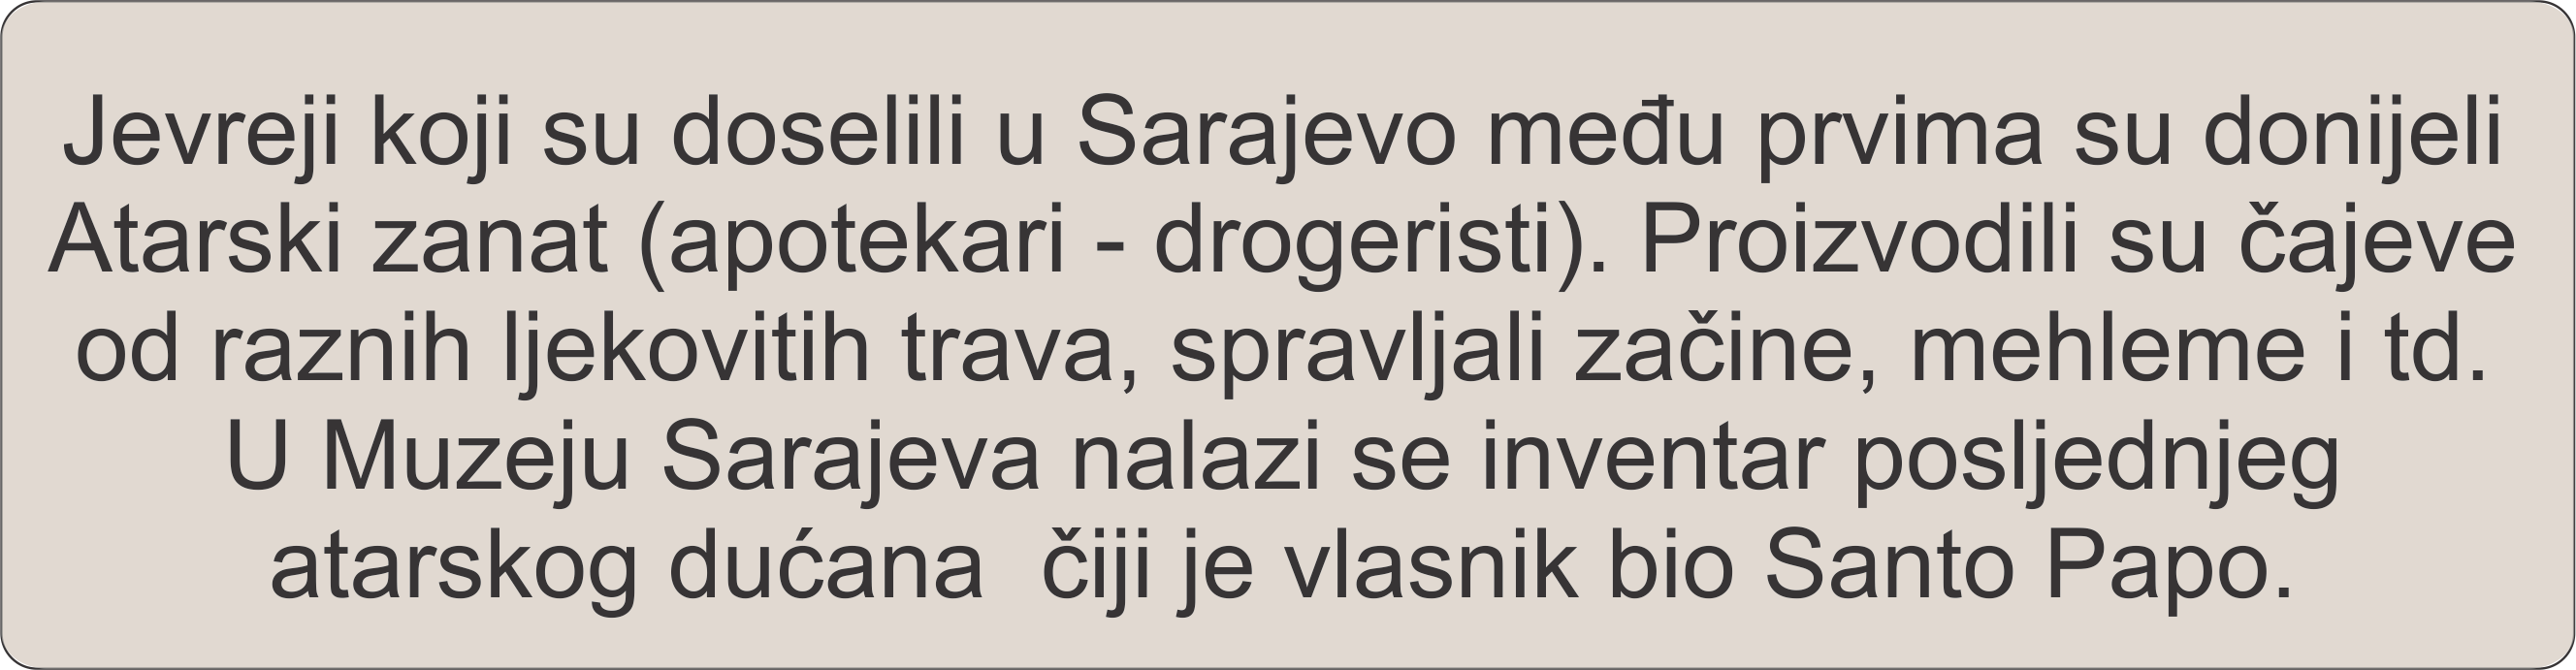 Jevreji koji su doselili u Sarajevo među prvima su donijeli
Atarski zanat (apotekari - drogeristi). Proizvodili su čajeve
od raznih ljekovitih trava, spravljali začine, mehleme i td.
U Muzeju Sarajeva nalazi se inventar posljednjeg
atarskog dućana  čiji je vlasnik bio Santo Papo.